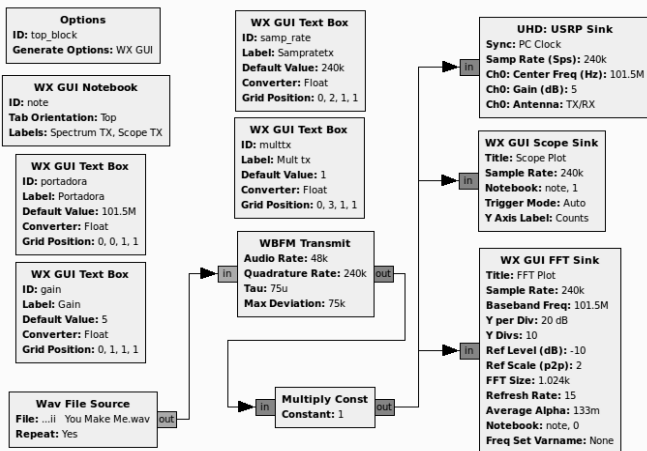 Options
ID: top_block
Generate Options: WX GUI
WX GUI Notebook
ID: note
Tab Orientation: Top
Labels: Spectrum TX, Scope TX
WX GUI Text Box
ID: portadora
Label: Portadora
Default Value: 101.5M
Converter: Float
Grid Position: 0, 0, 1, 1
WX GUI Text Box
ID: gain
Label: Gain
Default Value: 5
Converter: Float
Grid Position: 0, 1, 1, 1
Wav File Source
File: ...ii You Make Me.wav
Repeat: Yes
out
WX GUI Text Box
ID: samp_rate
Label: Sampratetx
Default Value: 240k
Converter: Float
Grid Position: 0, 2, 1, 1
WX GUI Text Box
ID: multtx
Label: Mult tx
Default Value: 1
Converter: Float
Grid Position: 0, 3, 1, 1
WBFM Transmit
Audio Rate: 48k
in
Quadrature Rate: 240k
out
Tau: 75u
Max Deviation: 75k
Multiply Const
in
Constant: 1
out
UHD: USRP Sink
Sync: PC Clock
Samp Rate (Sps): 240k
in
Ch0: Center Freq (Hz): 101.5M
Ch0: Gain (dB): 5
Ch0: Antenna: TX/RX
WX GUI Scope Sink
Title: Scope Plot
Sample Rate: 240k
in
Notebook: note, 1
Trigger Mode: Auto
Y Axis Label: Counts
WX GUI FFT Sink
Title: FFT Plot
Sample Rate: 240k
Baseband Freq: 101.5M
Y per Div: 20 dB
Y Divs: 10
in
Ref Level (dB): -10
Ref Scale (p2p): 2
FFT Size: 1.024k
Refresh Rate: 15
Average Alpha: 133m
Notebook: note, 0
Freq Set Varname: None